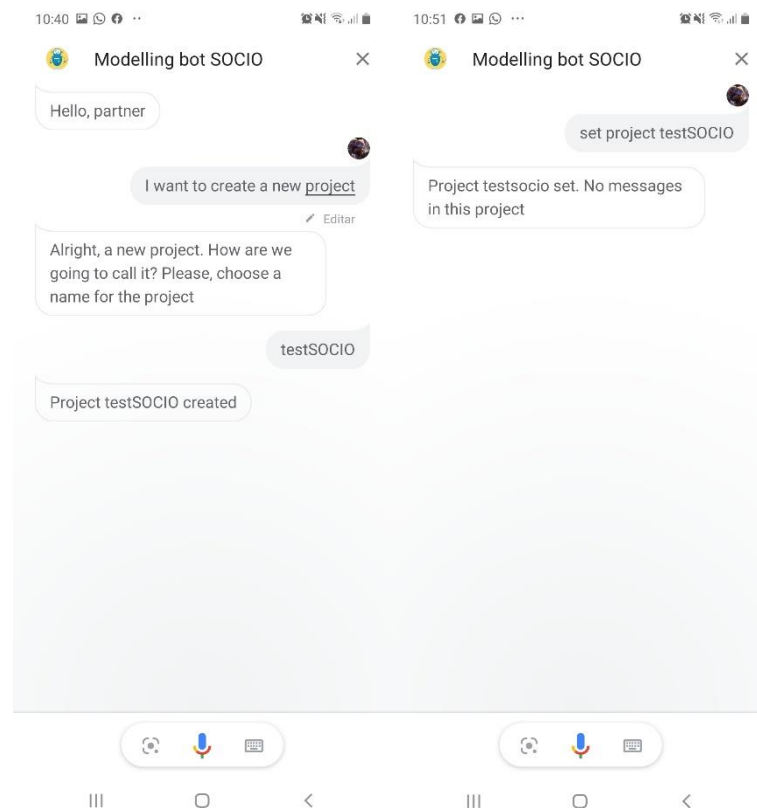 10:40
Modelling bot SOCIO
Hello, partner
I want to create a new project
Editar
Alright, a new project. How are we
going to call it? Please, choose a
name for the project
testSOCIO
Project testSOCIO created
10:51
Modelling bot SOCIO
set project testSOCIO
Project testsocio set. No messages
in this project